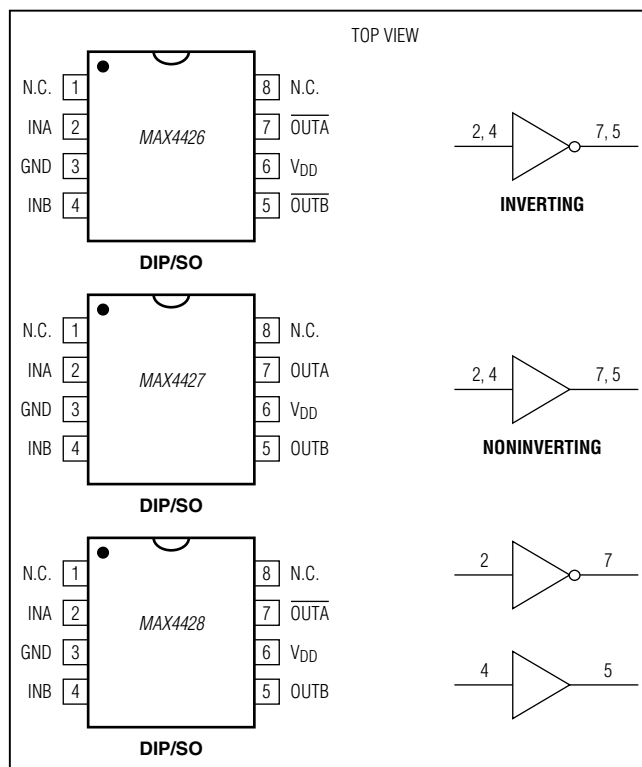 TOP VIEW
N.C. 1 8 N.C.
INA 2 7 O̅U̅T̅A̅
GND 3 6 VDD
INB 4 5 O̅U̅T̅B̅
MAX4426
DIP/SO
2, 4 7, 5
INVERTING
N.C. 1 8 N.C.
INA 2 7 OUTA
GND 3 6 VDD
INB 4 5 OUTB
MAX4427
DIP/SO
2, 4 7, 5
NONINVERTING
N.C. 1 8 N.C.
INA 2 7 O̅U̅T̅A̅
GND 3 6 VDD
INB 4 5 OUTB
MAX4428
DIP/SO
2 7
4 5